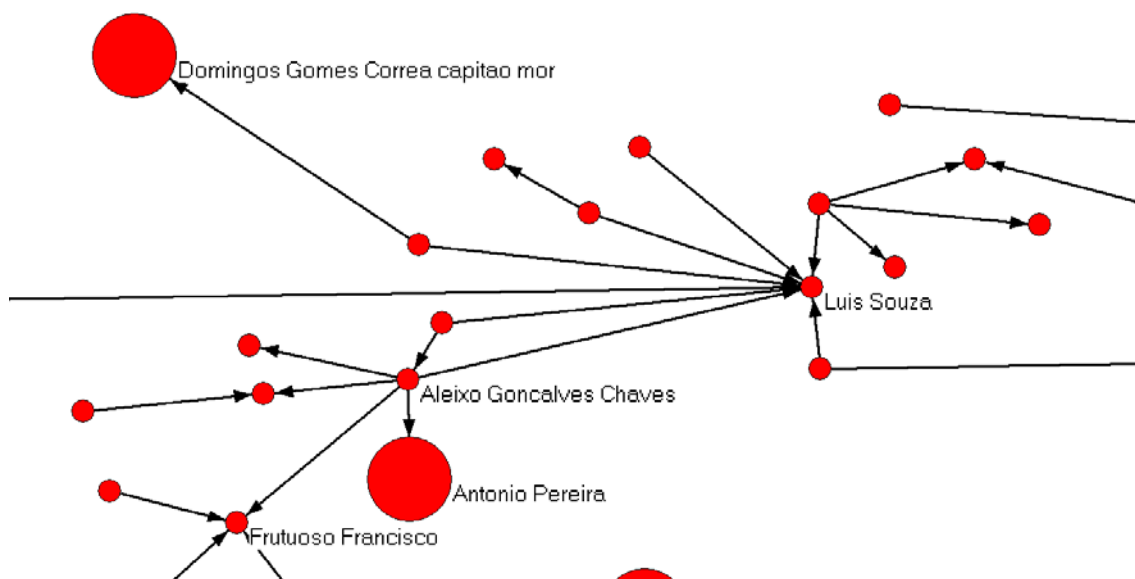 Domingos Gomes Correa capitao mor
Luis Souza
Aleixo Goncalves Chaves
Antonio Pereira
Frutuoso Francisco